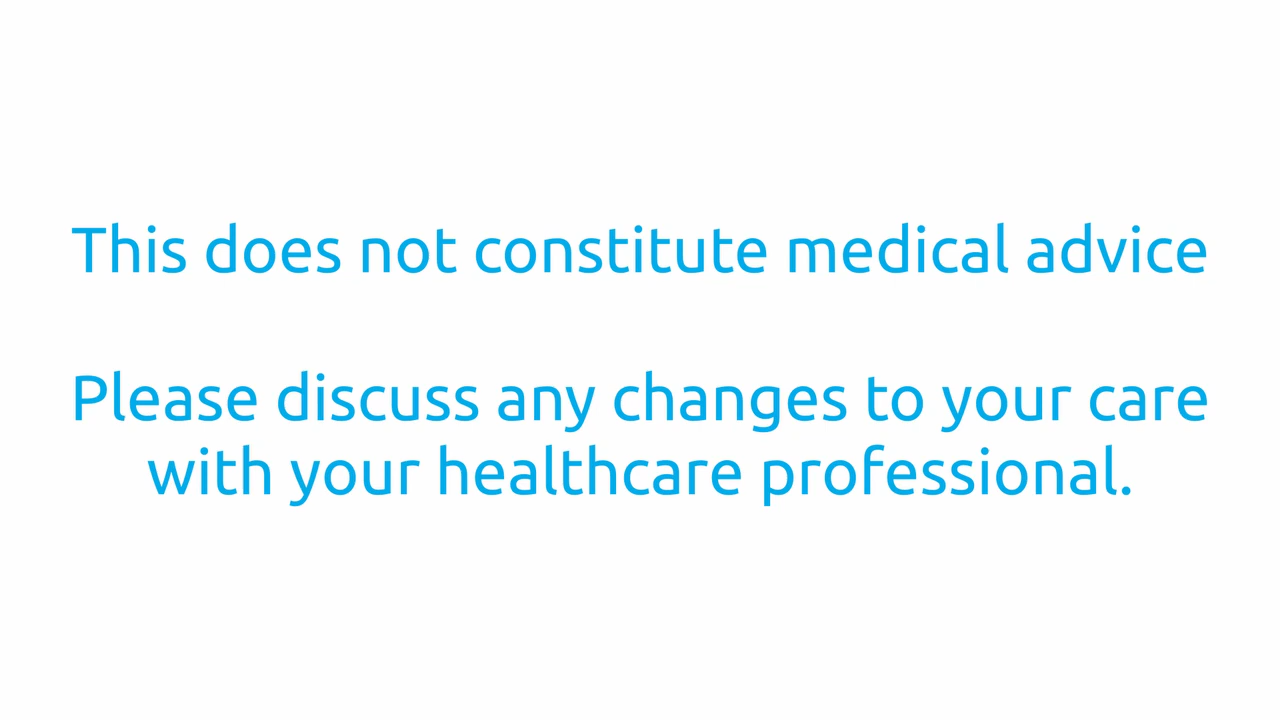 This does not constitute medical advice
Please discuss any changes to your care
with your healthcare professional.